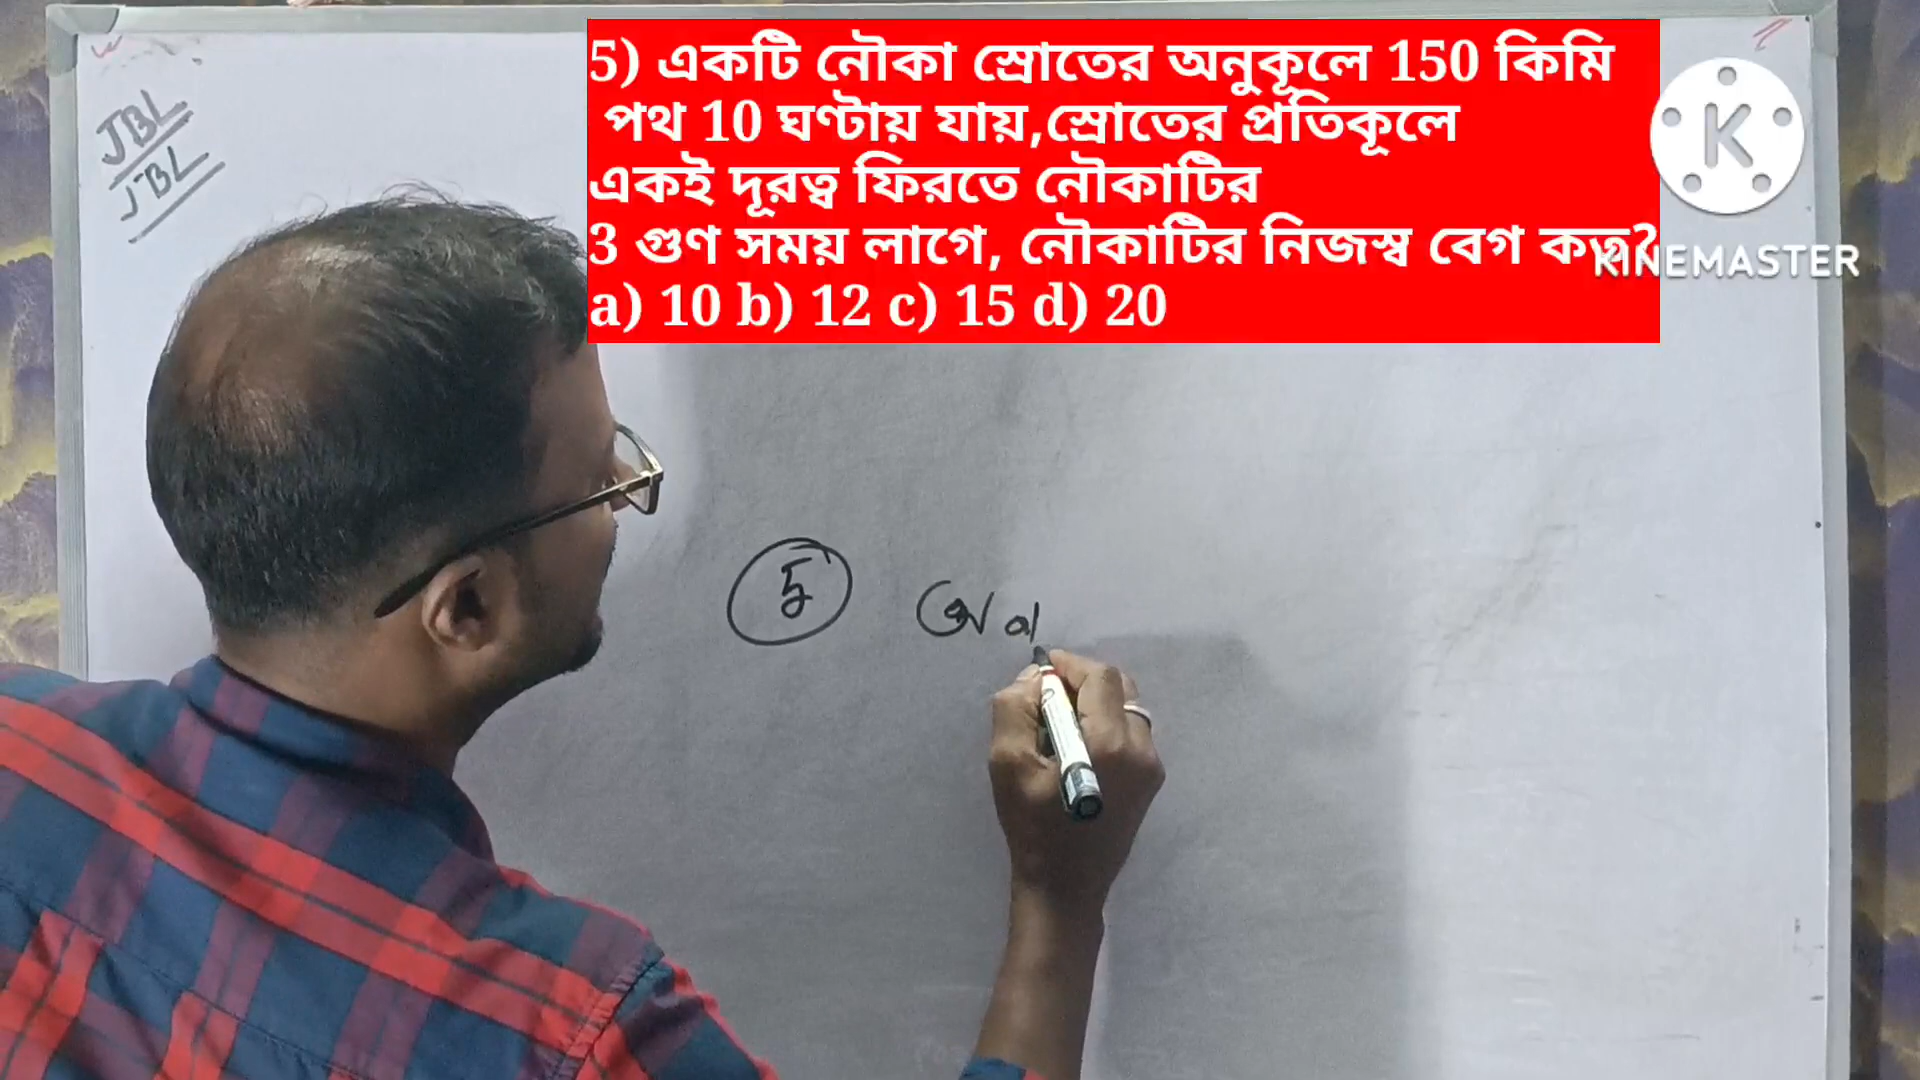 5) একটি নৌকা স্রোতের অনুকূলে 150 কিমি
পথ 10 ঘণ্টায় যায়,স্রোতের প্রতিকূলে
একই দূরত্ব ফিরতে নৌকাটির
3 গুণ সময় লাগে, নৌকাটির নিজস্ব বেগ কত?
a) 10 b) 12 c) 15 d) 20
K
KINEMASTER
JBL
JBL
5